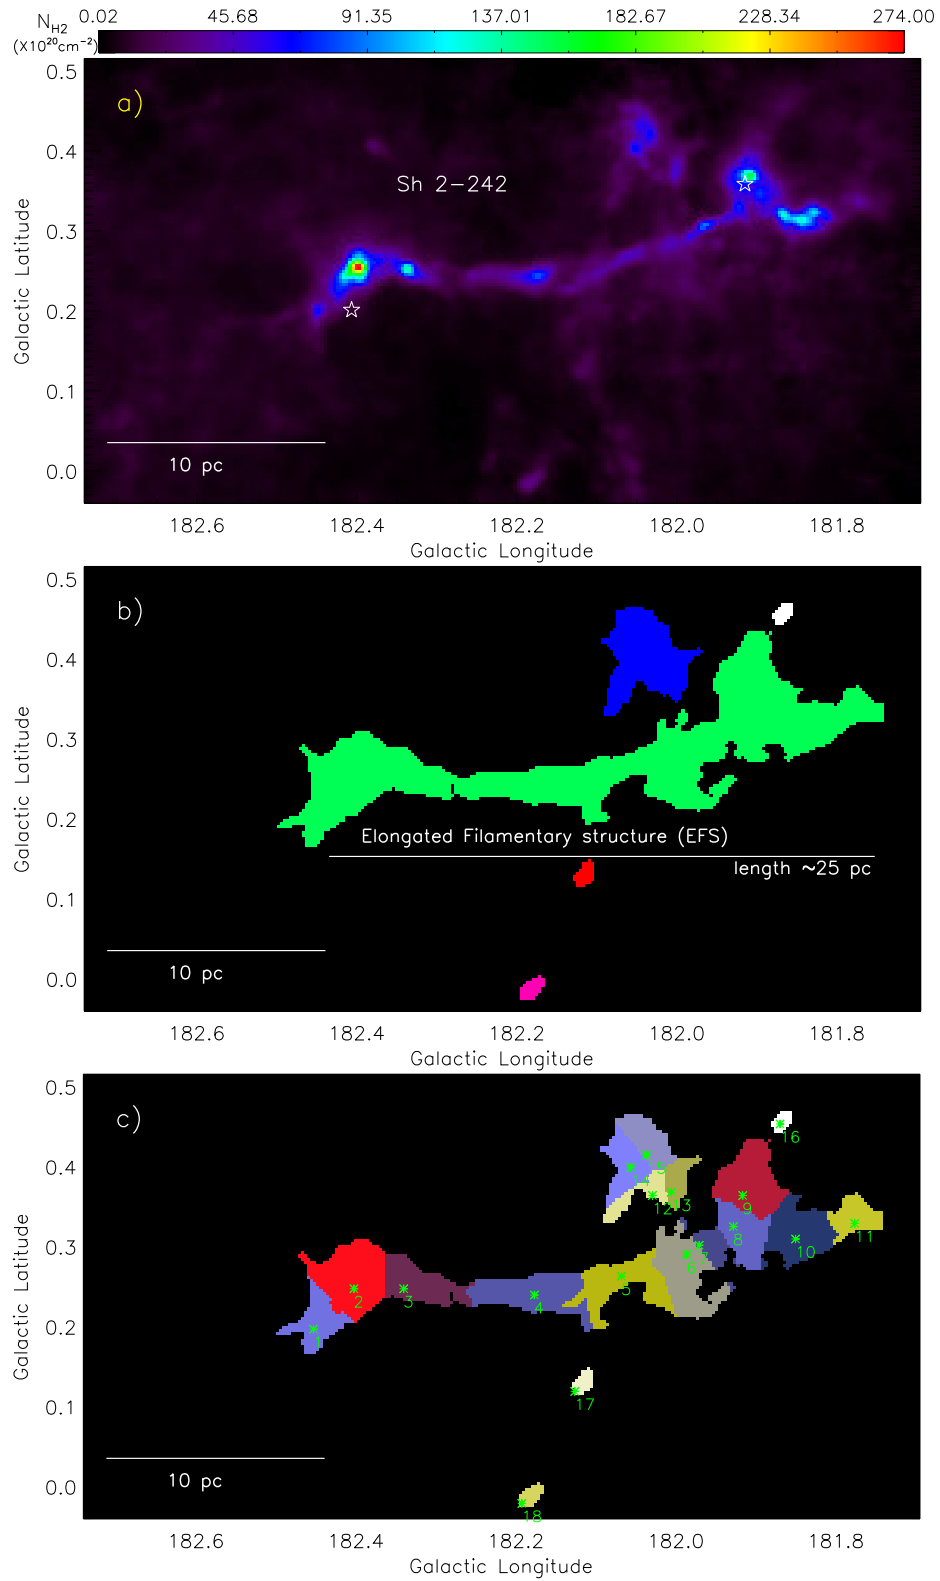 0.02 45.68 91.35 137.01 182.67 228.34 274.00
N_H2
(X10^20cm^-2)
a)
Sh 2-242
10 pc
0.5
0.4
0.3
0.2
0.1
0.0
Galactic Latitude
182.6 182.4 182.2 182.0 181.8
Galactic Longitude
b)
Elongated Filamentary structure (EFS)
length ~25 pc
10 pc
0.5
0.4
0.3
0.2
0.1
0.0
Galactic Latitude
182.6 182.4 182.2 182.0 181.8
Galactic Longitude
c)
16
12
13
9
8
11
10
6
5
2
3
4
1
17
18
10 pc
0.5
0.4
0.3
0.2
0.1
0.0
Galactic Latitude
182.6 182.4 182.2 182.0 181.8
Galactic Longitude